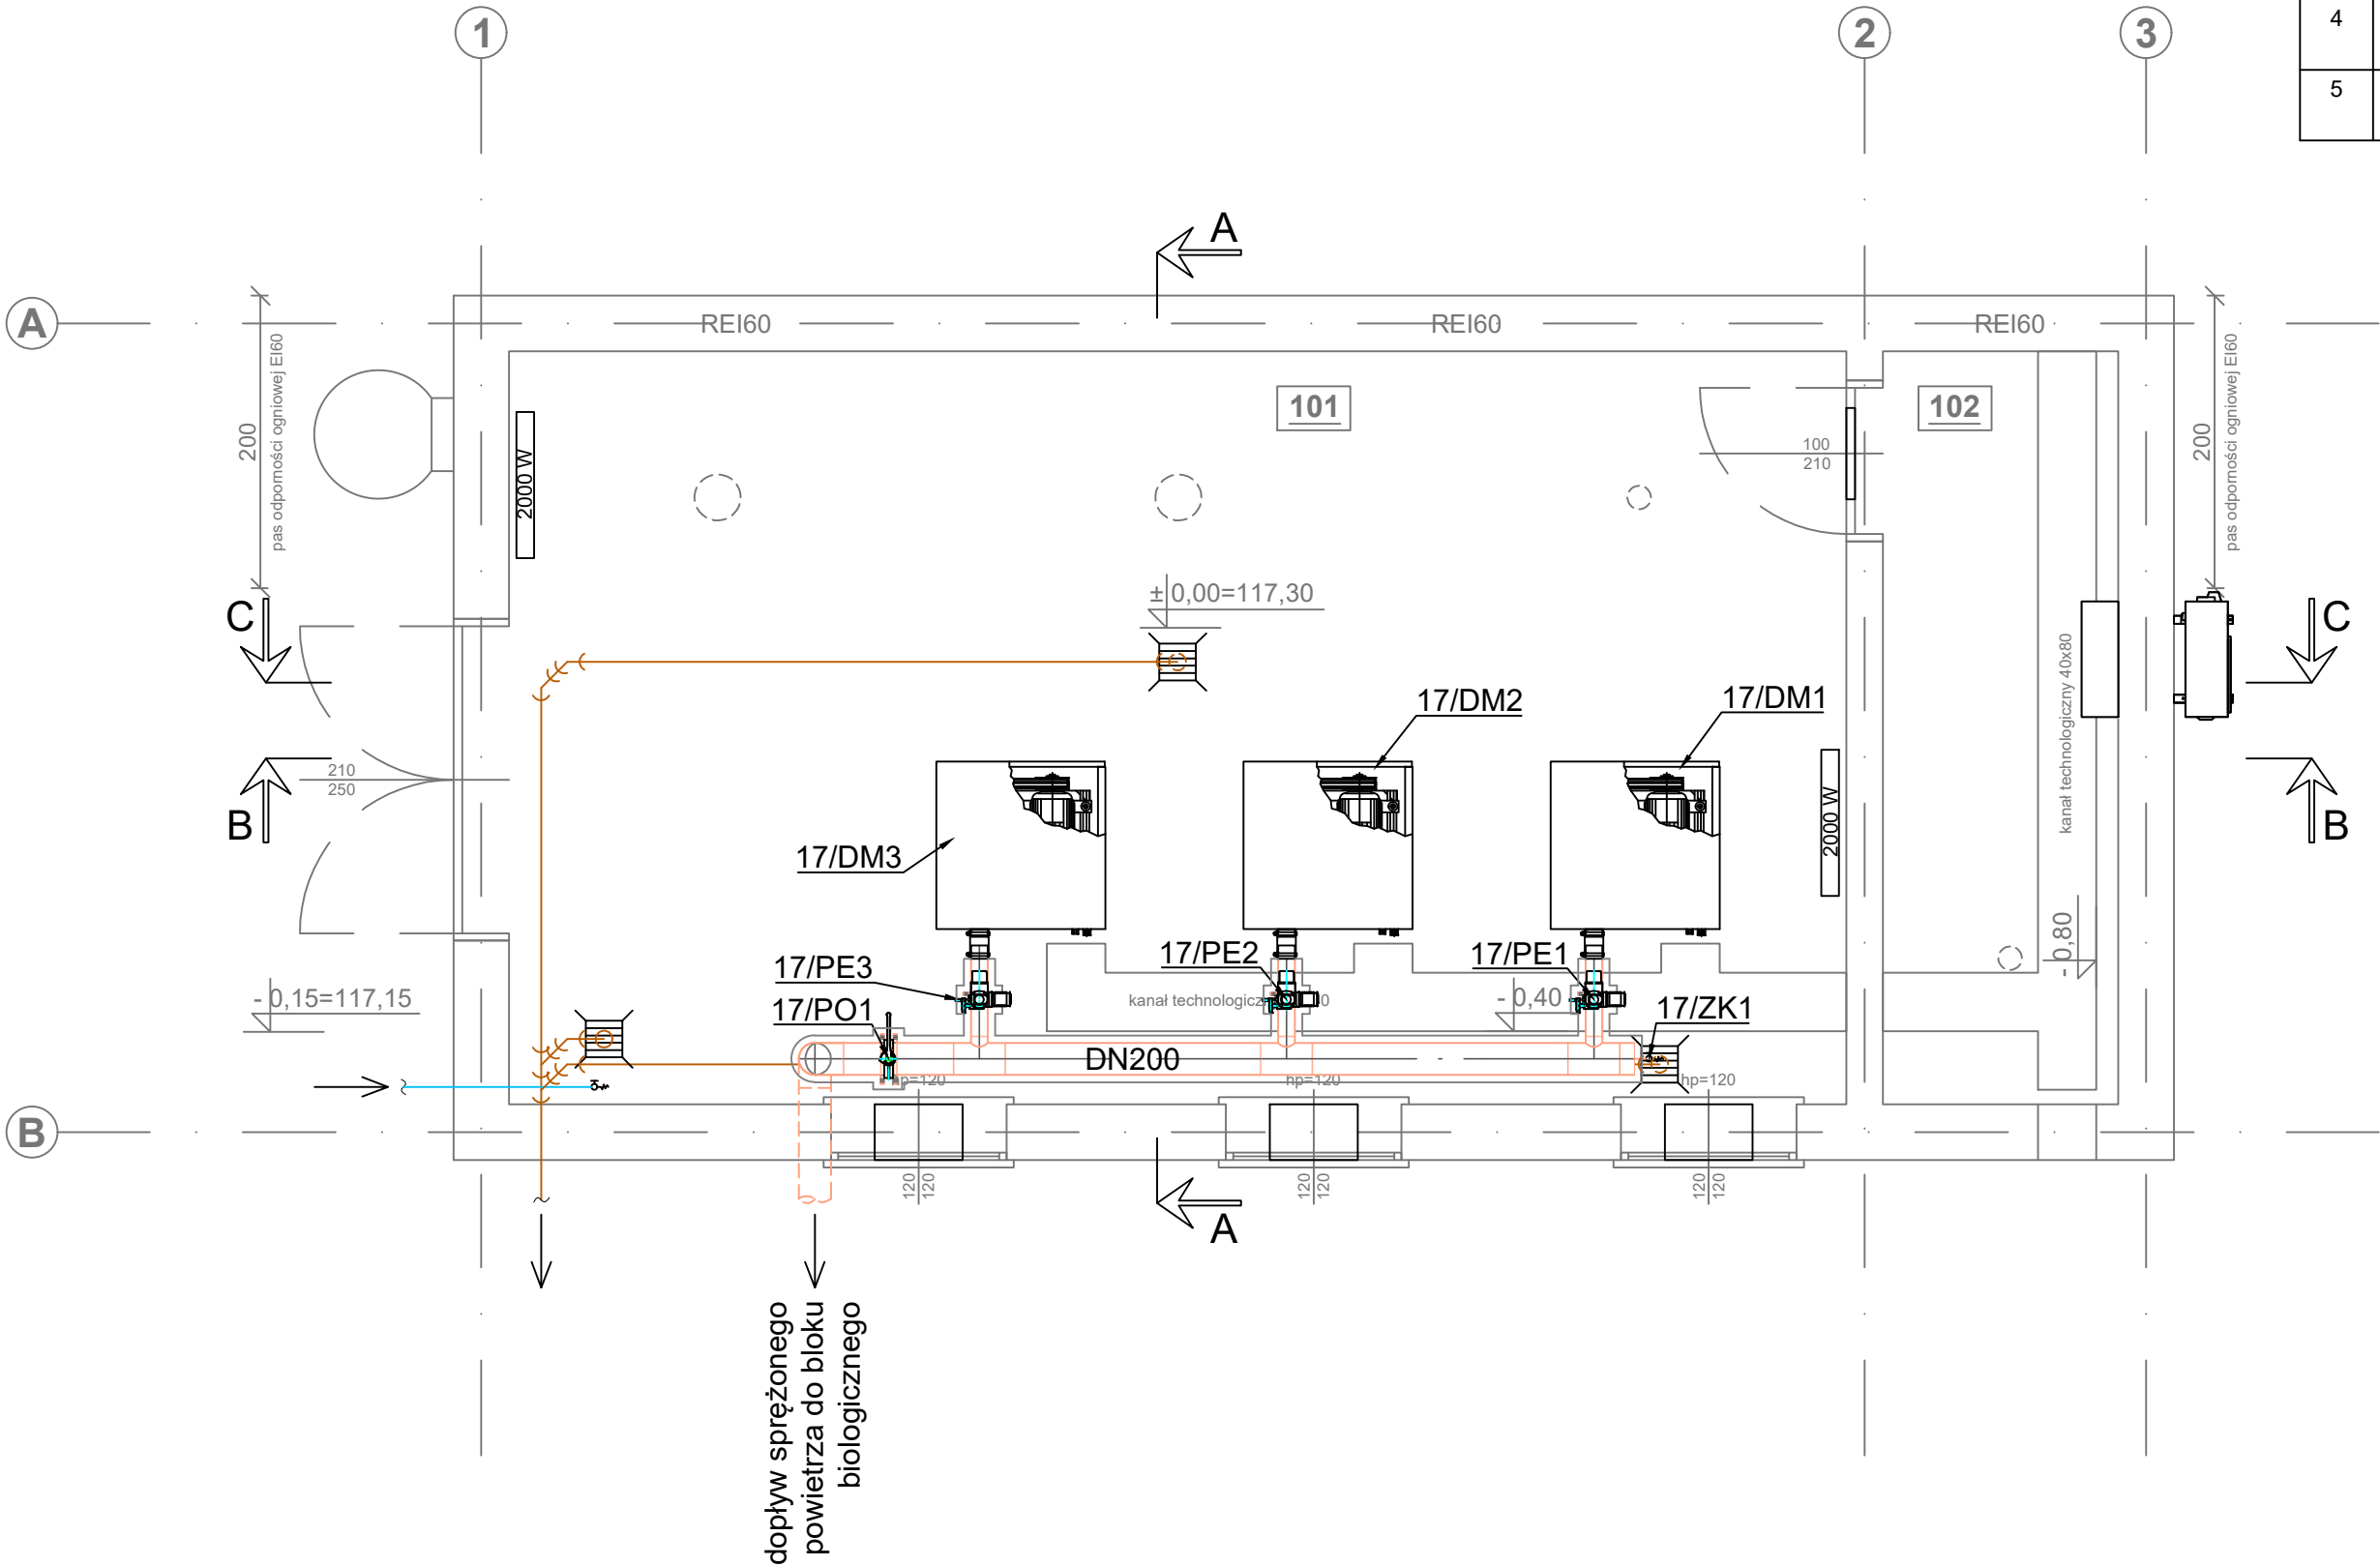 1
2
3
4
5
A
A
REI60
REI60
REI60
200
pas odporności ogniowej EI60
2000 W
101
102
100
210
200
pas odporności ogniowej EI60
± 0,00=117,30
C
C
17/DM2
17/DM1
kanał technologiczny 40x80
210
250
B
B
2000 W
17/DM3
17/PE3
17/PE2
17/PE1
- 0,80
- 0,15=117,15
17/PO1
kanał
- 0,40
17/ZK1
DN200
hp=120
hp=120
hp=120
B
120
120
120
120
120
120
A
dopływ sprężonego
powietrza do bloku
biologicznego